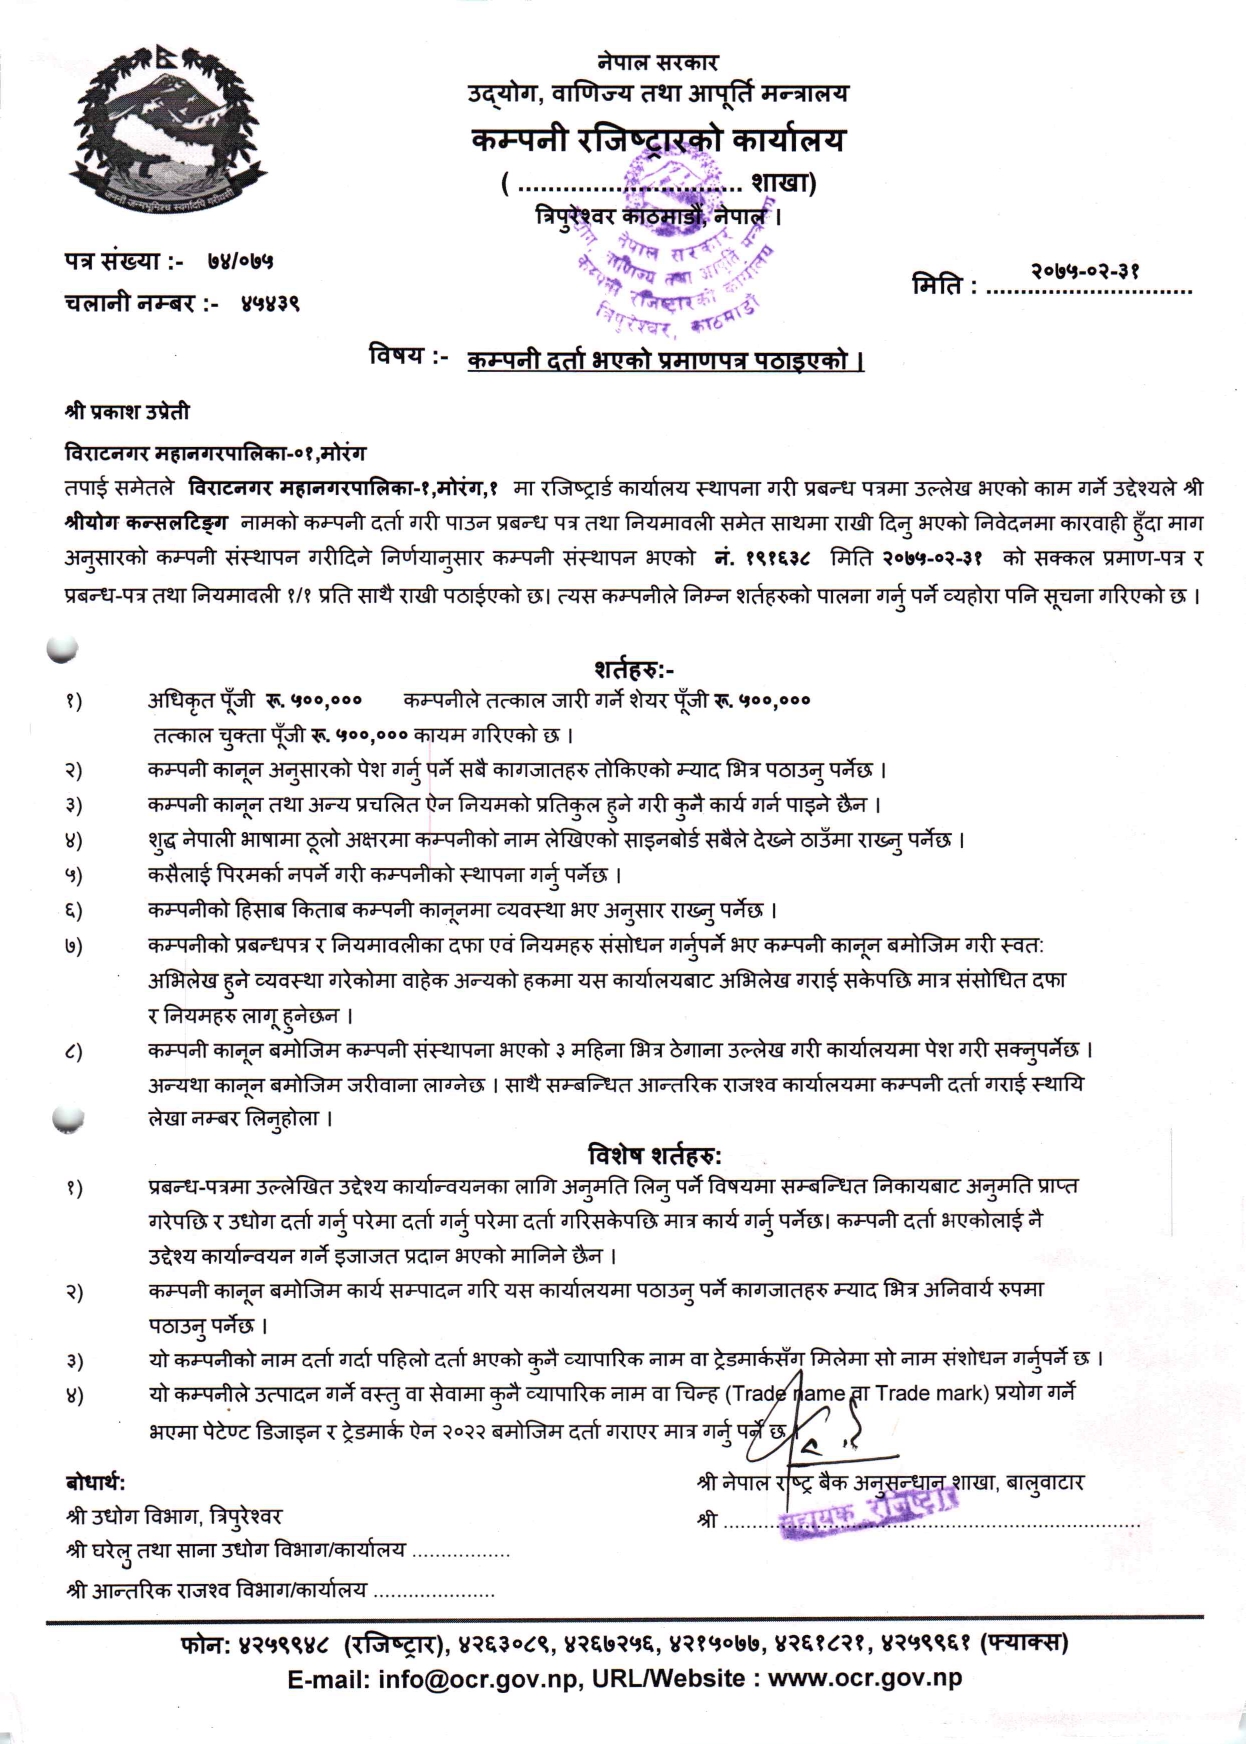 नेपाल सरकार
उद्योग, वाणिज्य तथा आपूर्ति मन्त्रालय
कम्पनी रजिष्ट्रारको कार्यालय
( .............................. शाखा)
त्रिपुरेश्वर काठमाडौं, नेपाल ।
जननी जन्मभूमिश्च स्वर्गादपि गरीयसी
नेपाल सरकार
उद्योग, वाणिज्य तथा आपूर्ति मन्त्रालय
कम्पनी रजिष्ट्रारको कार्यालय
त्रिपुरेश्वर, काठमाडौं
पत्र संख्या :- ७४/०७५
मिति : २०७५-०२-३१
चलानी नम्बर :- ४५४३९
विषय :- कम्पनी दर्ता भएको प्रमाणपत्र पठाइएको ।
श्री प्रकाश उप्रेती
विराटनगर महानगरपालिका-०१,मोरंग
तपाई समेतले विराटनगर महानगरपालिका-१,मोरंग,१ मा रजिष्ट्रार्ड कार्यालय स्थापना गरी प्रबन्ध पत्रमा उल्लेख भएको काम गर्ने उद्देश्यले श्री
श्रीयोग कन्सलटिङ्ग नामको कम्पनी दर्ता गरी पाउन प्रबन्ध पत्र तथा नियमावली समेत साथमा राखी दिनु भएको निवेदनमा कारवाही हुँदा माग
अनुसारको कम्पनी संस्थापन गरीदिने निर्णयानुसार कम्पनी संस्थापन भएको नं. १९१६३८ मिति २०७५-०२-३१ को सक्कल प्रमाण-पत्र र
प्रबन्ध-पत्र तथा नियमावली १/१ प्रति साथै राखी पठाईएको छ। त्यस कम्पनीले निम्न शर्तहरुको पालना गर्नु पर्ने व्यहोरा पनि सूचना गरिएको छ ।
शर्तहरु:-
१) अधिकृत पूँजी रू. ५००,००० कम्पनीले तत्काल जारी गर्ने शेयर पूँजी रू. ५००,०००
तत्काल चुक्ता पूँजी रू. ५००,००० कायम गरिएको छ ।
२) कम्पनी कानून अनुसारको पेश गर्नु पर्ने सबै कागजातहरु तोकिएको म्याद भित्र पठाउनु पर्नेछ ।
३) कम्पनी कानून तथा अन्य प्रचलित ऐन नियमको प्रतिकुल हुने गरी कुनै कार्य गर्न पाइने छैन ।
४) शुद्ध नेपाली भाषामा ठूलो अक्षरमा कम्पनीको नाम लेखिएको साइनबोर्ड सबैले देख्ने ठाउँमा राख्नु पर्नेछ ।
५) कसैलाई पिरमर्का नपर्ने गरी कम्पनीको स्थापना गर्नु पर्नेछ ।
६) कम्पनीको हिसाब किताब कम्पनी कानूनमा व्यवस्था भए अनुसार राख्नु पर्नेछ ।
७) कम्पनीको प्रबन्धपत्र र नियमावलीका दफा एवं नियमहरु संसोधन गर्नुपर्ने भए कम्पनी कानून बमोजिम गरी स्वत:
अभिलेख हुने व्यवस्था गरेकोमा वाहेक अन्यको हकमा यस कार्यालयबाट अभिलेख गराई सकेपछि मात्र संसोधित दफा
र नियमहरु लागू हुनेछन ।
८) कम्पनी कानून बमोजिम कम्पनी संस्थापना भएको ३ महिना भित्र ठेगाना उल्लेख गरी कार्यालयमा पेश गरी सक्नुपर्नेछ ।
अन्यथा कानून बमोजिम जरीवाना लाग्नेछ । साथै सम्बन्धित आन्तरिक राजश्व कार्यालयमा कम्पनी दर्ता गराई स्थायि
लेखा नम्बर लिनुहोला ।
विशेष शर्तहरु:
१) प्रबन्ध-पत्रमा उल्लेखित उद्देश्य कार्यान्वयनका लागि अनुमति लिनु पर्ने विषयमा सम्बन्धित निकायबाट अनुमति प्राप्त
गरेपछि र उधोग दर्ता गर्नु परेमा दर्ता गर्नु परेमा दर्ता गरिसकेपछि मात्र कार्य गर्नु पर्नेछ। कम्पनी दर्ता भएकोलाई नै
उद्देश्य कार्यान्वयन गर्ने इजाजत प्रदान भएको मानिने छैन ।
२) कम्पनी कानून बमोजिम कार्य सम्पादन गरि यस कार्यालयमा पठाउनु पर्ने कागजातहरु म्याद भित्र अनिवार्य रुपमा
पठाउनु पर्नेछ ।
३) यो कम्पनीको नाम दर्ता गर्दा पहिलो दर्ता भएको कुनै व्यापारिक नाम वा ट्रेडमार्कसँग मिलेमा सो नाम संशोधन गर्नुपर्ने छ ।
४) यो कम्पनीले उत्पादन गर्ने वस्तु वा सेवामा कुनै व्यापारिक नाम वा चिन्ह (Trade name वा Trade mark) प्रयोग गर्ने
भएमा पेटेण्ट डिजाइन र ट्रेडमार्क ऐन २०२२ बमोजिम दर्ता गराएर मात्र गर्नु पर्ने छ ।
बोधार्थ:
श्री नेपाल राष्ट्र बैक अनुसन्धान शाखा, बालुवाटार
श्री उधोग विभाग, त्रिपुरेश्वर
श्री ..........................................................................
सहायक रजिष्ट्रार
श्री घरेलु तथा साना उधोग विभाग/कार्यालय .................
श्री आन्तरिक राजश्व विभाग/कार्यालय .....................
फोन: ४२५९९४८ (रजिष्ट्रार), ४२६३०८९, ४२६७२५६, ४२१५०७७, ४२६१८२१, ४२५९९६१ (फ्याक्स)
E-mail: info@ocr.gov.np, URL/Website : www.ocr.gov.np